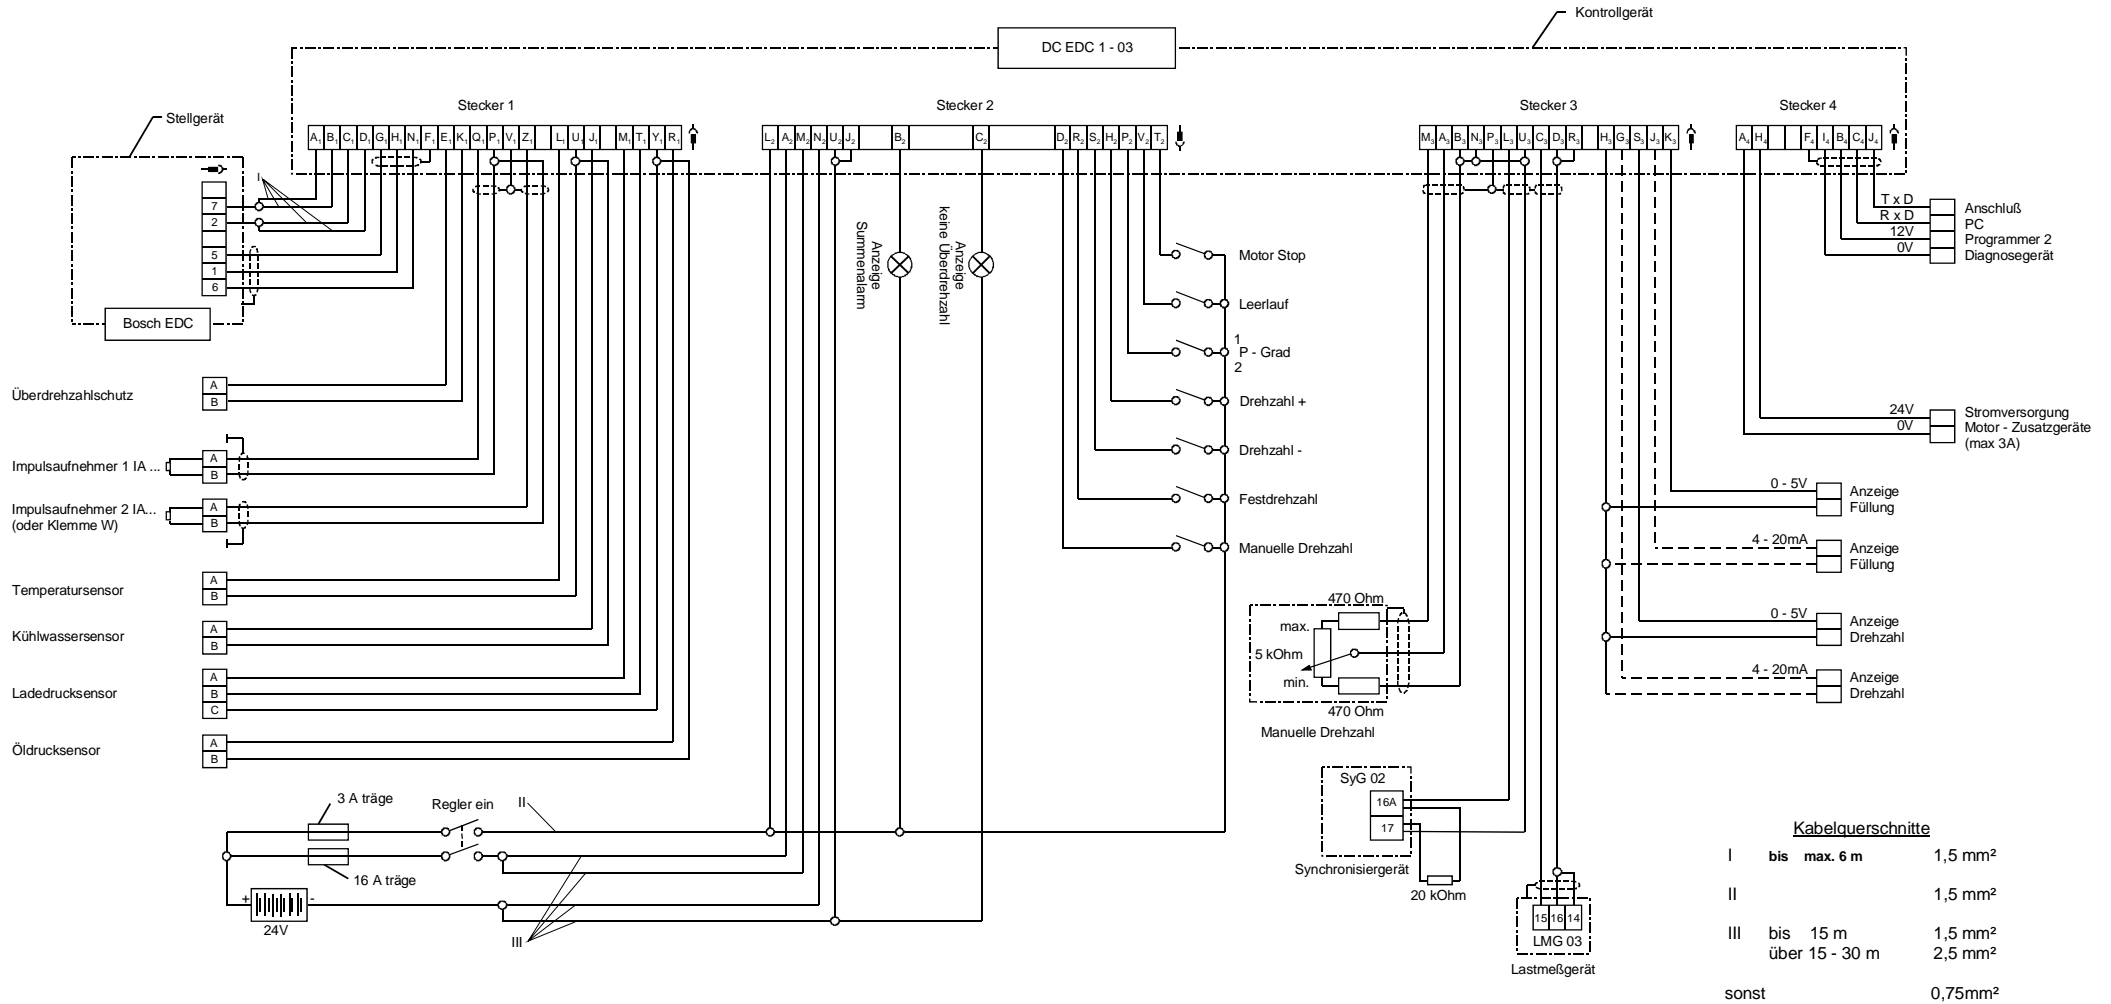 Kontrollgerät
DC EDC 1 - 03
Stecker 1
Stecker 2
Stecker 3
Stecker 4
A1 B1 C1 D1 G1 H1 N1 F1 E1 K1 Q1 P1 V1 Z1 L1 U1 J1 M1 T1 Y1 R1
L2 A2 M2 N2 U2 J2 B2 C2 D2 R2 S2 H2 P2 V2 T2
M3 A3 B3 N3 P3 L3 U3 C3 D3 R3 H3 G3 S3 J3 K3
A4 H4 F4 I4 B4 C4 J4
Stellgerät
I
7
2
5
1
6
Bosch EDC
Anzeige
Summenalarm
Anzeige
keine Überdrehzahl
Motor Stop
Leerlauf
1
P - Grad
2
Drehzahl +
Drehzahl -
Festdrehzahl
Manuelle Drehzahl
T x D
R x D
12V
0V
Anschluß
PC
Programmer 2
Diagnosegerät
24V
0V
Stromversorgung
Motor - Zusatzgeräte
(max 3A)
0 - 5V
Anzeige
Füllung
4 - 20mA
Anzeige
Füllung
0 - 5V
Anzeige
Drehzahl
4 - 20mA
Anzeige
Drehzahl
Überdrehzahlschutz
A
B
Impulsaufnehmer 1 IA ...
A
B
Impulsaufnehmer 2 IA...
(oder Klemme W)
A
B
Temperatursensor
A
B
Kühlwassersensor
A
B
Ladedrucksensor
A
B
C
Öldrucksensor
A
B
3 A träge
Regler ein
II
16 A träge
+
-
24V
III
470 Ohm
max.
5 kOhm
min.
470 Ohm
Manuelle Drehzahl
SyG 02
16A
17
Synchronisiergerät
20 kOhm
15 16 14
LMG 03
Lastmeßgerät
Kabelquerschnitte
I bis max. 6 m 1,5 mm²
II 1,5 mm²
III bis 15 m 1,5 mm²
über 15 - 30 m 2,5 mm²
sonst 0,75mm²